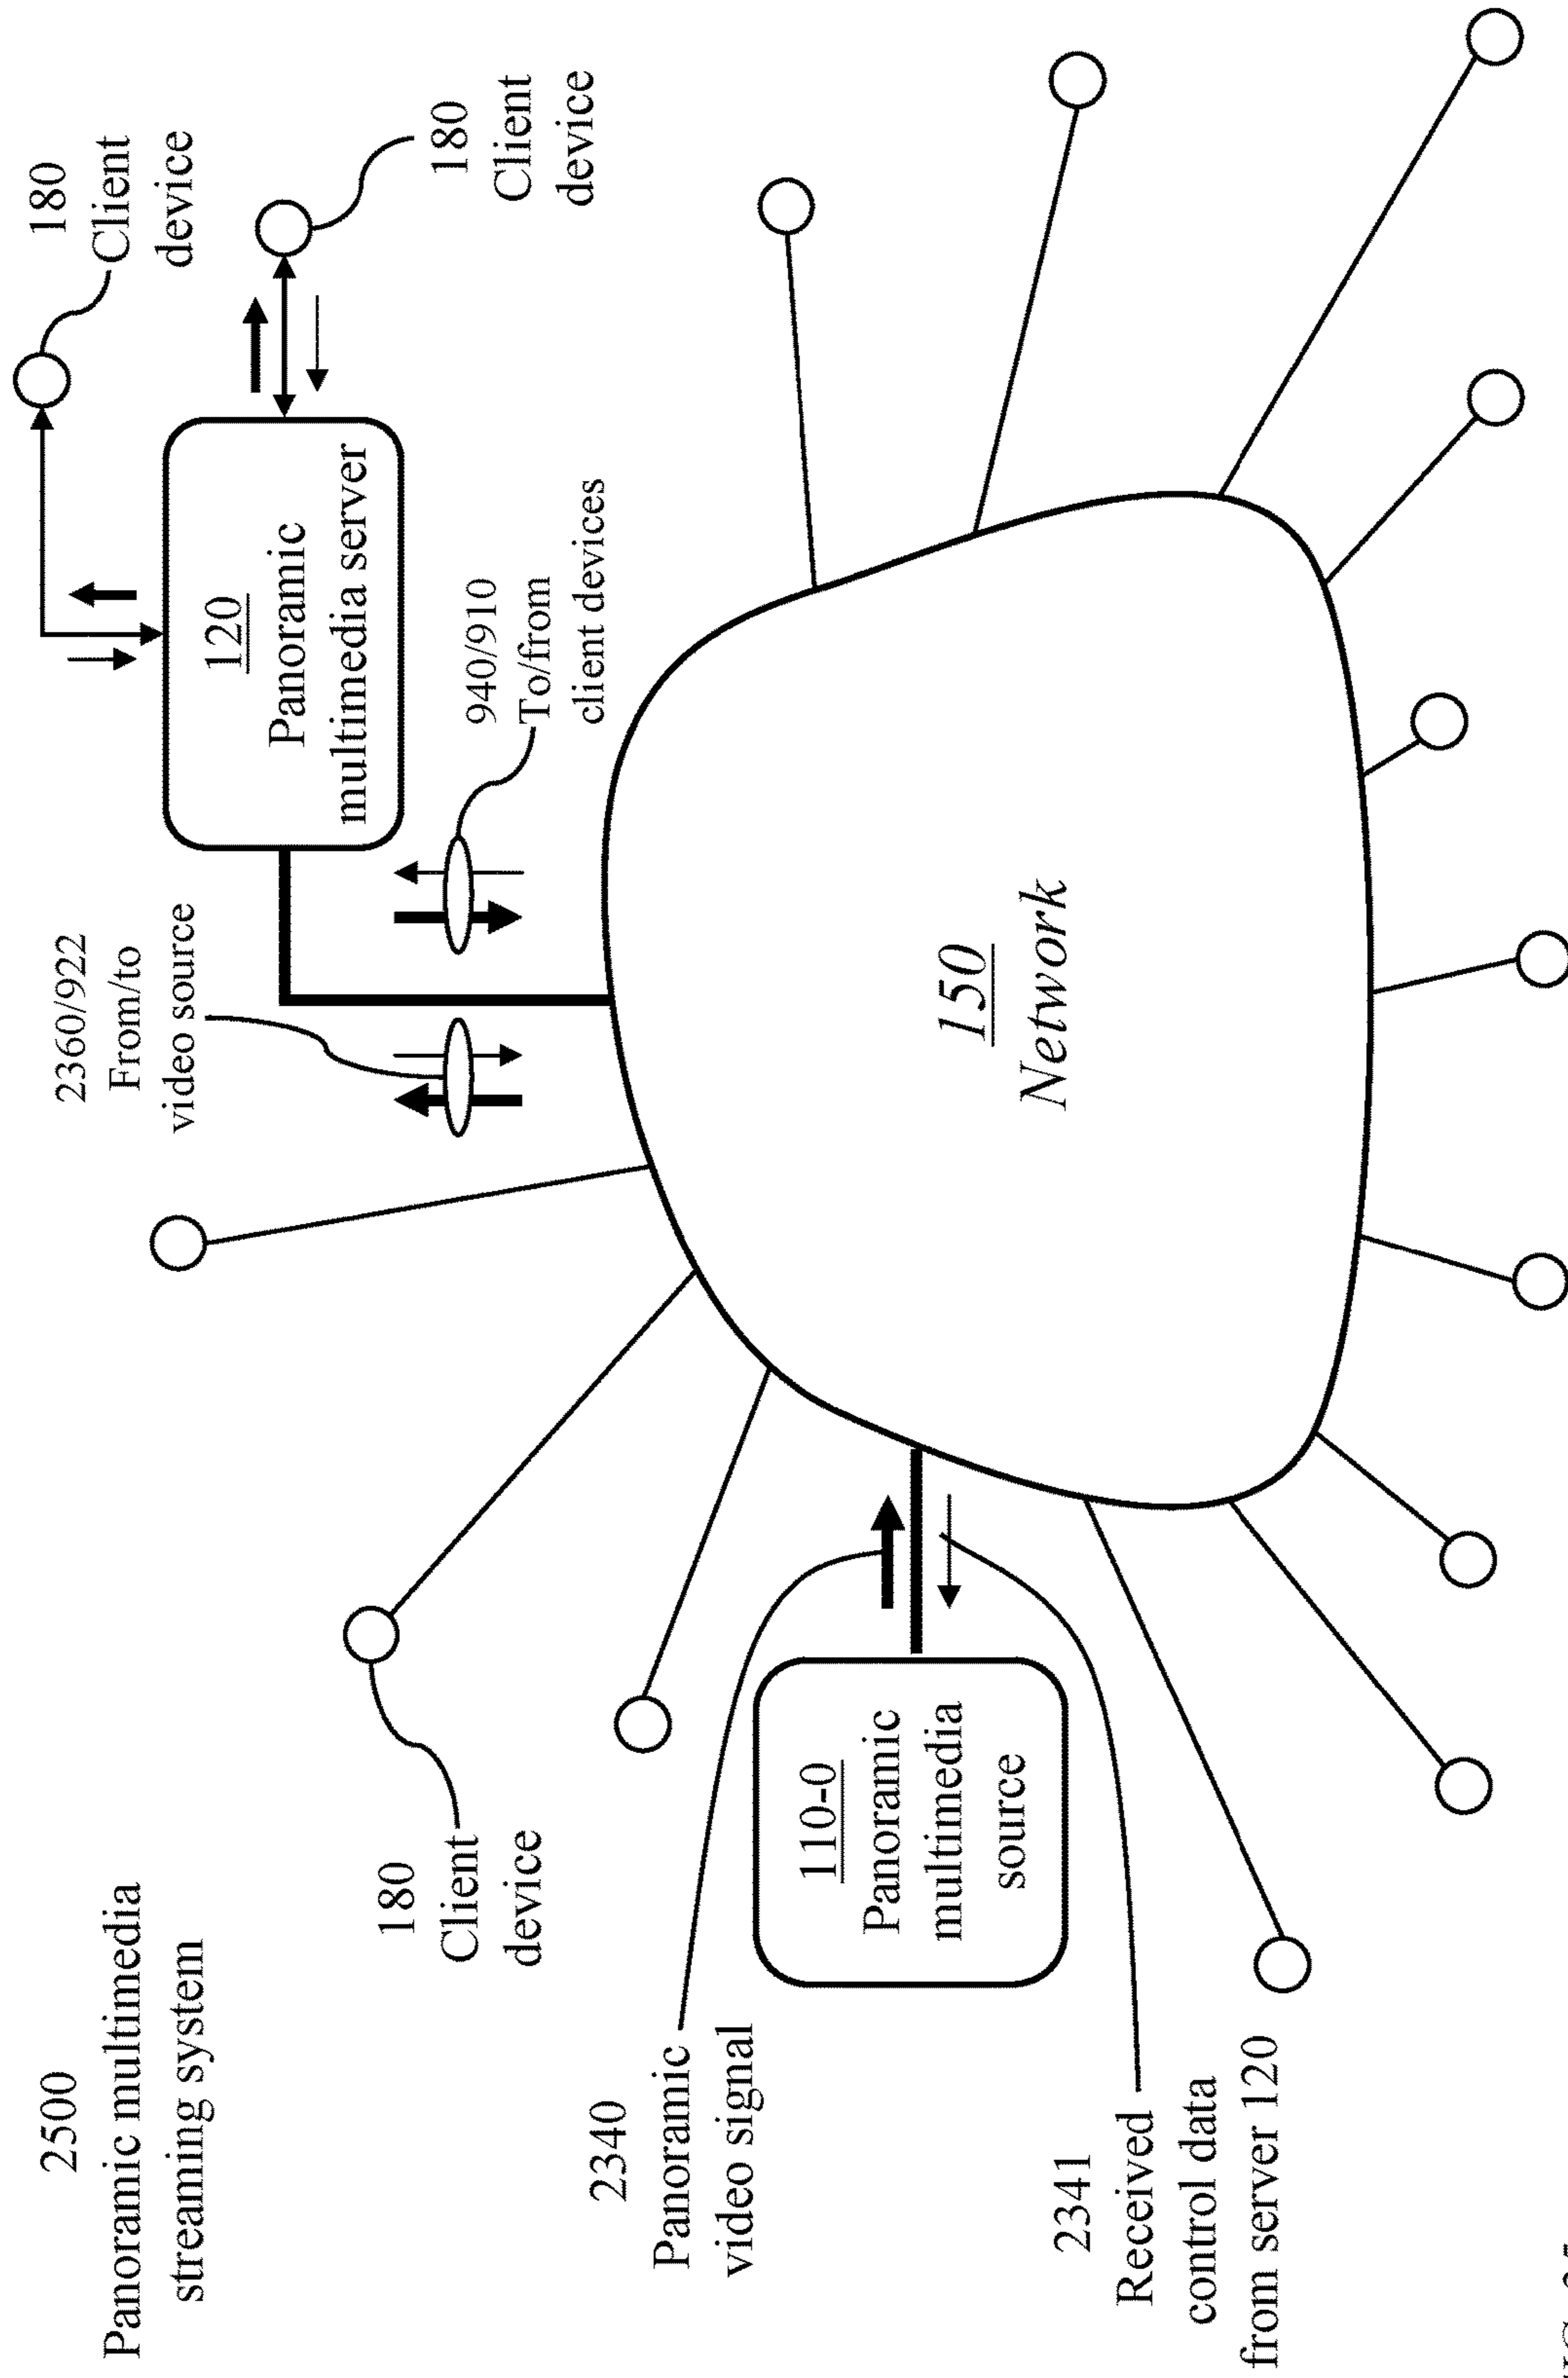 2500
Panoramic multimedia
streaming system
180
Client
device
2360/922
From/to
video source
180
Client
device
180
Client
device
120
Panoramic
multimedia server
940/910
To/from
client devices
2340
Panoramic
video signal
110-0
Panoramic
multimedia
source
150
Network
2341
Received
control data
from server 120